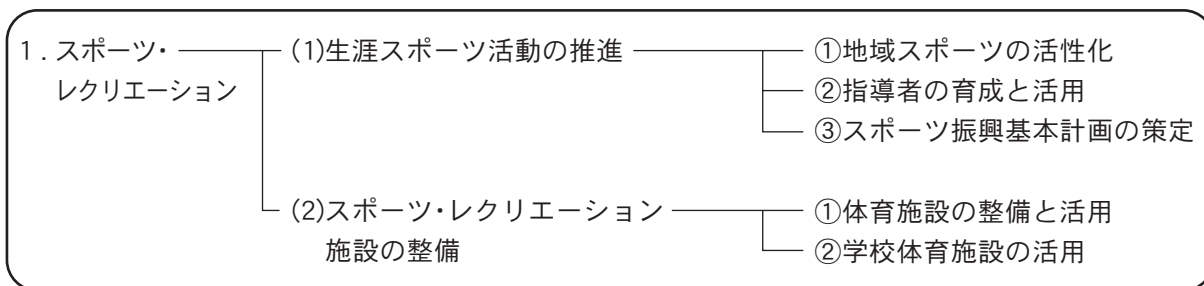 1．スポーツ・
レクリエーション
(1)生涯スポーツ活動の推進
①地域スポーツの活性化
②指導者の育成と活用
③スポーツ振興基本計画の策定
(2)スポーツ・レクリエーション
施設の整備
①体育施設の整備と活用
②学校体育施設の活用